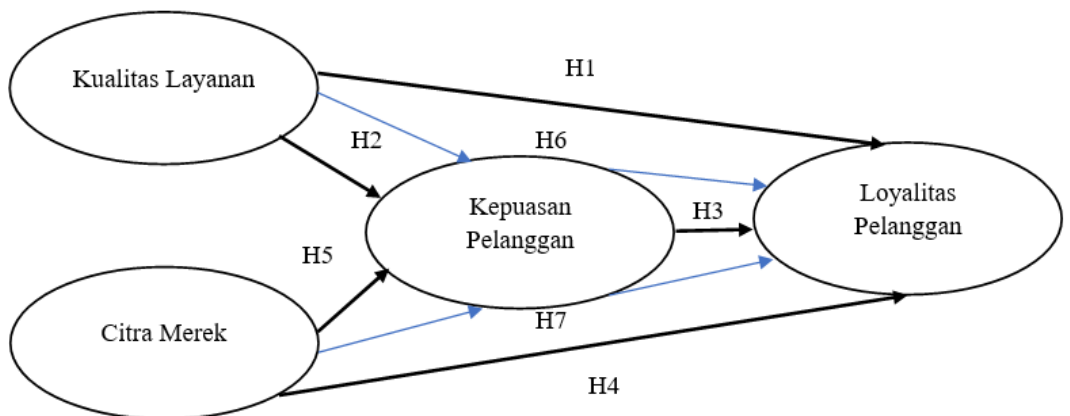 Kualitas Layanan
H1
H2
H6
Kepuasan
Pelanggan
H3
Loyalitas
Pelanggan
H5
Citra Merek
H7
H4